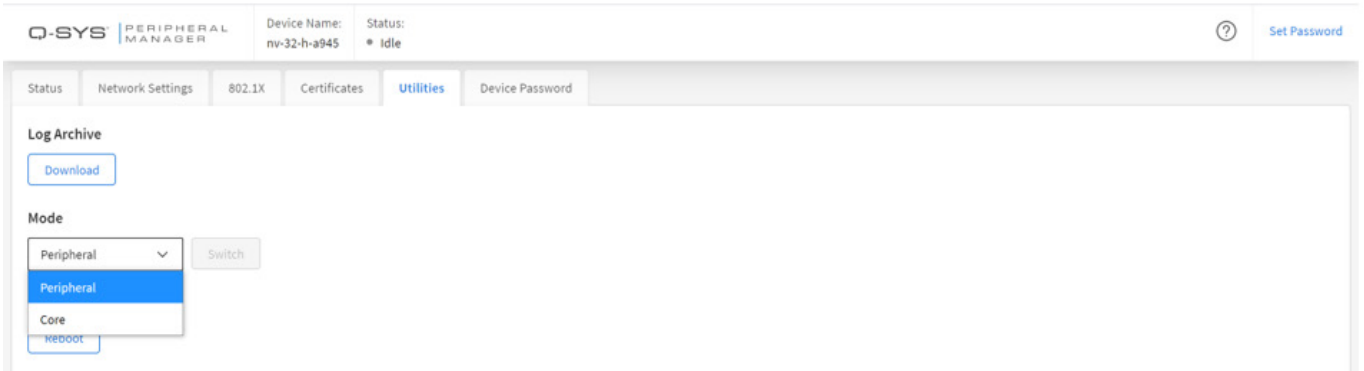 Q-SYS PERIPHERAL MANAGER
Device Name:
nv-32-h-a945
Status:
Idle
?
Set Password
Status
Network Settings
802.1X
Certificates
Utilities
Device Password
Log Archive
Download
Mode
Peripheral
Switch
Peripheral
Core
Reboot